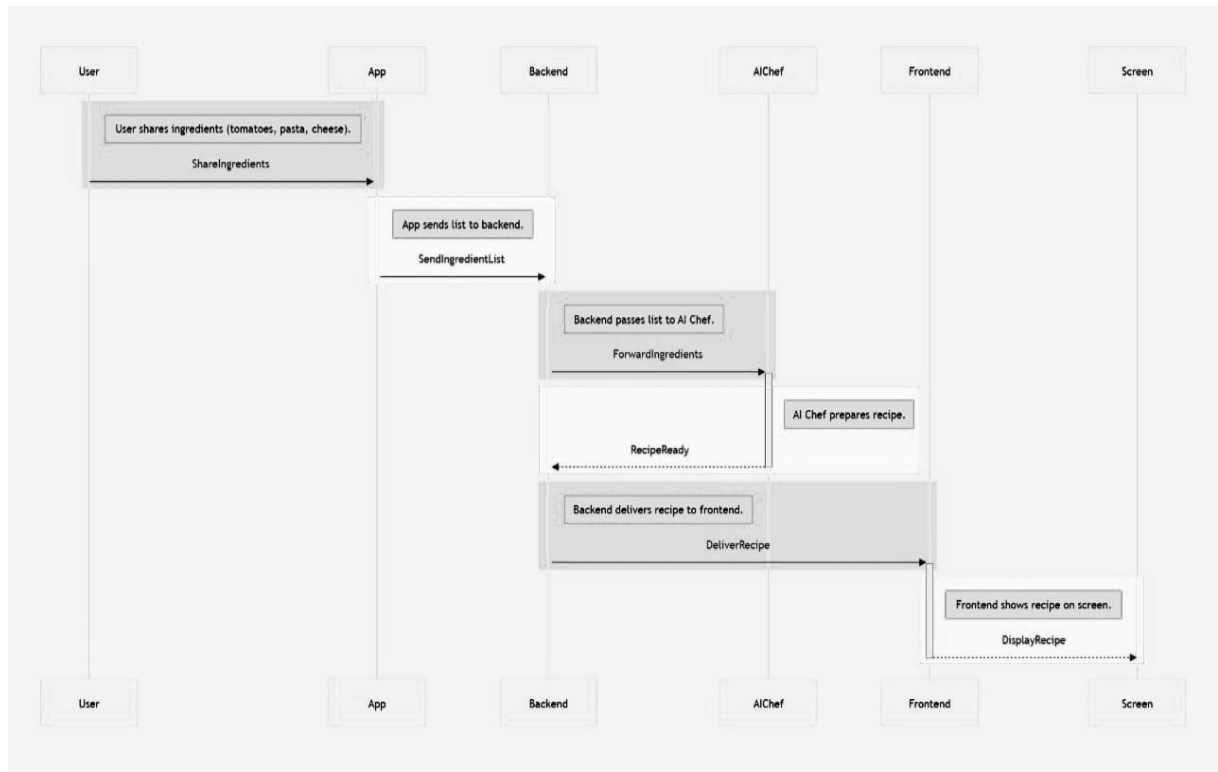 User
App
Backend
AIChef
Frontend
Screen
User shares ingredients (tomatoes, pasta, cheese).
ShareIngredients
App sends list to backend.
SendIngredientList
Backend passes list to AI Chef.
ForwardIngredients
AI Chef prepares recipe.
RecipeReady
Backend delivers recipe to frontend.
DeliverRecipe
Frontend shows recipe on screen.
DisplayRecipe
User
App
Backend
AIChef
Frontend
Screen